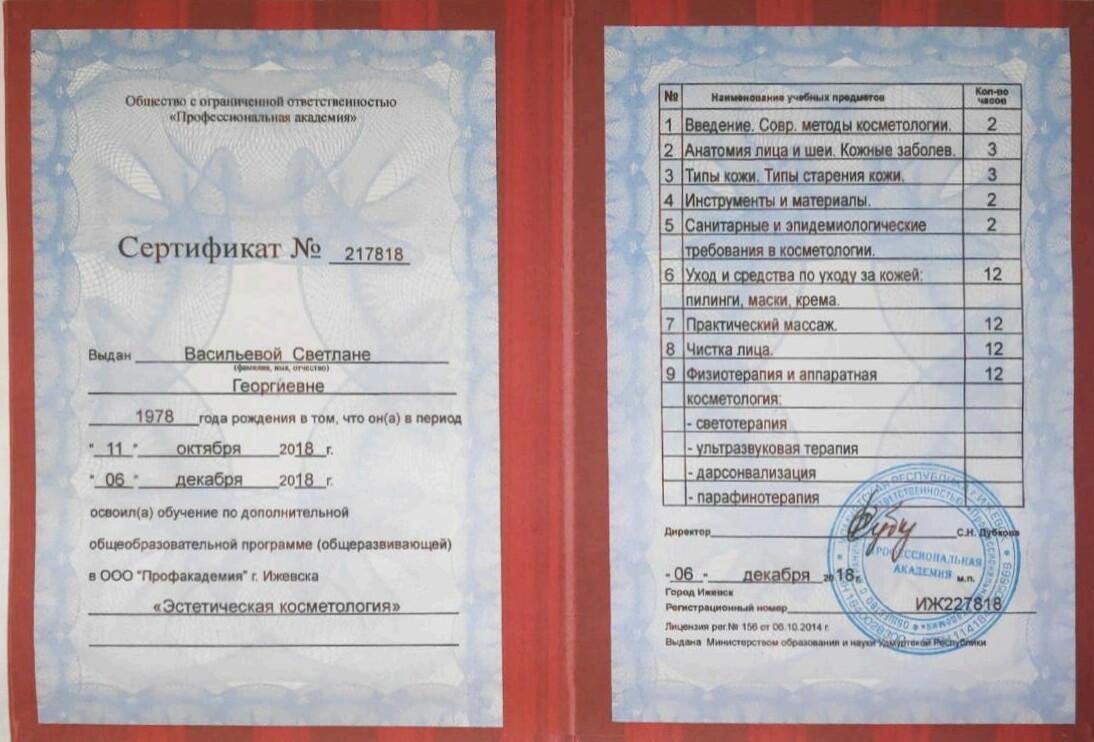 Общество с ограниченной ответственностью
«Профессиональная академия»
Сертификат № 217818
Выдан Васильевой Светлане
(фамилия, имя, отчество)
Георгиевне
1978 года рождения в том, что он(а) в период
" 11 " октября 2018 г.
" 06 " декабря 2018 г.
освоил(а) обучение по дополнительной
общеобразовательной программе (общеразвивающей)
в ООО "Профакадемия" г. Ижевска
«Эстетическая косметология»
№ Наименование учебных предметов Кол-во часов
1 Введение. Совр. методы косметологии. 2
2 Анатомия лица и шеи. Кожные заболев. 3
3 Типы кожи. Типы старения кожи. 3
4 Инструменты и материалы. 2
5 Санитарные и эпидемиологические 2
требования в косметологии.
6 Уход и средства по уходу за кожей: 12
пилинги, маски, крема.
7 Практический массаж. 12
8 Чистка лица. 12
9 Физиотерапия и аппаратная 12
косметология:
- светотерапия
- ультразвуковая терапия
- дарсонвализация
- парафинотерапия
Директор С.Н. Дубкова
- 06 - декабря 2018 г.
м.п.
Город Ижевск
Регистрационный номер ИЖ227818
Лицензия рег.№ 156 от 06.10.2014 г.
Выдана Министерством образования и науки Удмуртской Республики
ПРОФЕССИОНАЛЬНАЯ
АКАДЕМИЯ